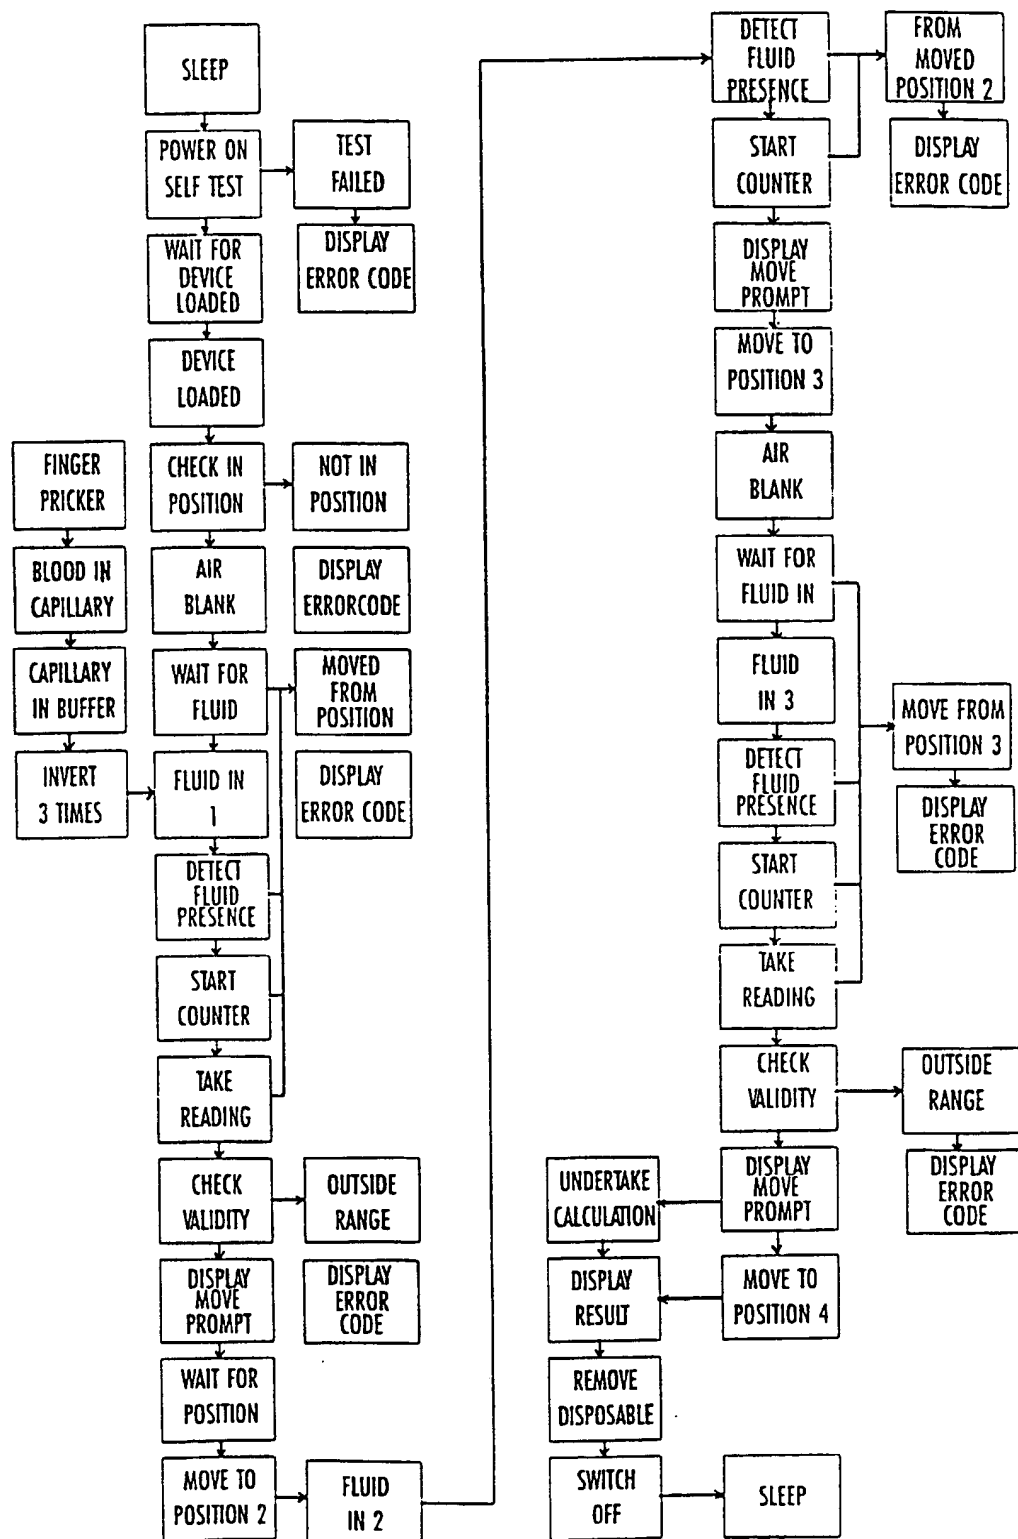 SLEEP
POWER ON
SELF TEST
TEST
FAILED
DISPLAY
ERROR CODE
WAIT FOR
DEVICE
LOADED
DEVICE
LOADED
FINGER
PRICKER
CHECK IN
POSITION
NOT IN
POSITION
BLOOD IN
CAPILLARY
AIR
BLANK
DISPLAY
ERRORCODE
CAPILLARY
IN BUFFER
WAIT FOR
FLUID
MOVED
FROM
POSITION
INVERT
3 TIMES
FLUID IN
1
DISPLAY
ERROR CODE
DETECT
FLUID
PRESENCE
START
COUNTER
TAKE
READING
CHECK
VALIDITY
OUTSIDE
RANGE
DISPLAY
MOVE
PROMPT
DISPLAY
ERROR
CODE
WAIT FOR
POSITION
MOVE TO
POSITION 2
FLUID
IN 2
DETECT
FLUID
PRESENCE
FROM
MOVED
POSITION 2
START
COUNTER
DISPLAY
ERROR CODE
DISPLAY
MOVE
PROMPT
MOVE TO
POSITION 3
AIR
BLANK
WAIT FOR
FLUID IN
FLUID
IN 3
MOVE FROM
POSITION 3
DETECT
FLUID
PRESENCE
DISPLAY
ERROR
CODE
START
COUNTER
TAKE
READING
CHECK
VALIDITY
OUTSIDE
RANGE
DISPLAY
MOVE
PROMPT
DISPLAY
ERROR
CODE
UNDERTAKE
CALCULATION
MOVE TO
POSITION 4
DISPLAY
RESULT
REMOVE
DISPOSABLE
SWITCH
OFF
SLEEP